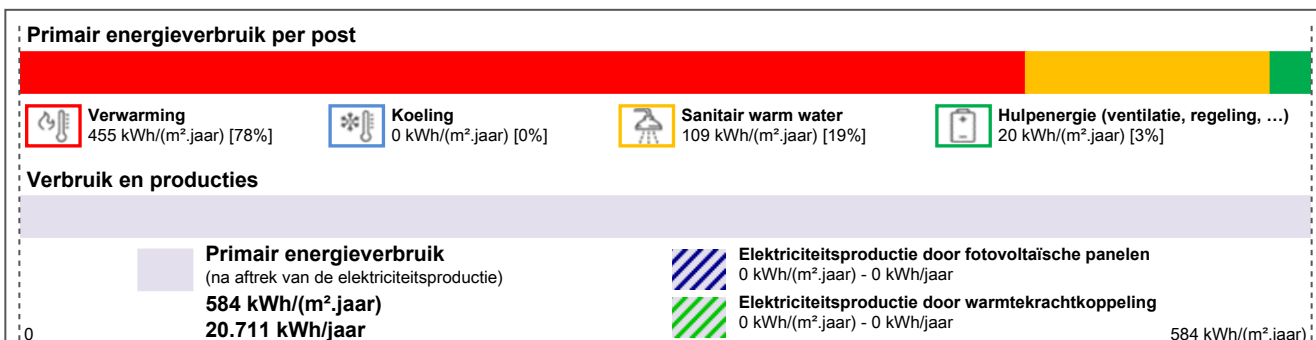 Primair energieverbruik per post
Verwarming
455 kWh/(m².jaar) [78%]
Koeling
0 kWh/(m².jaar) [0%]
Sanitair warm water
109 kWh/(m².jaar) [19%]
Hulpenergie (ventilatie, regeling, …)
20 kWh/(m².jaar) [3%]
Verbruik en producties
Primair energieverbruik
(na aftrek van de elektriciteitsproductie)
584 kWh/(m².jaar)
20.711 kWh/jaar
Elektriciteitsproductie door fotovoltaïsche panelen
0 kWh/(m².jaar) - 0 kWh/jaar
Elektriciteitsproductie door warmtekrachtkoppeling
0 kWh/(m².jaar) - 0 kWh/jaar
0
584 kWh/(m².jaar)